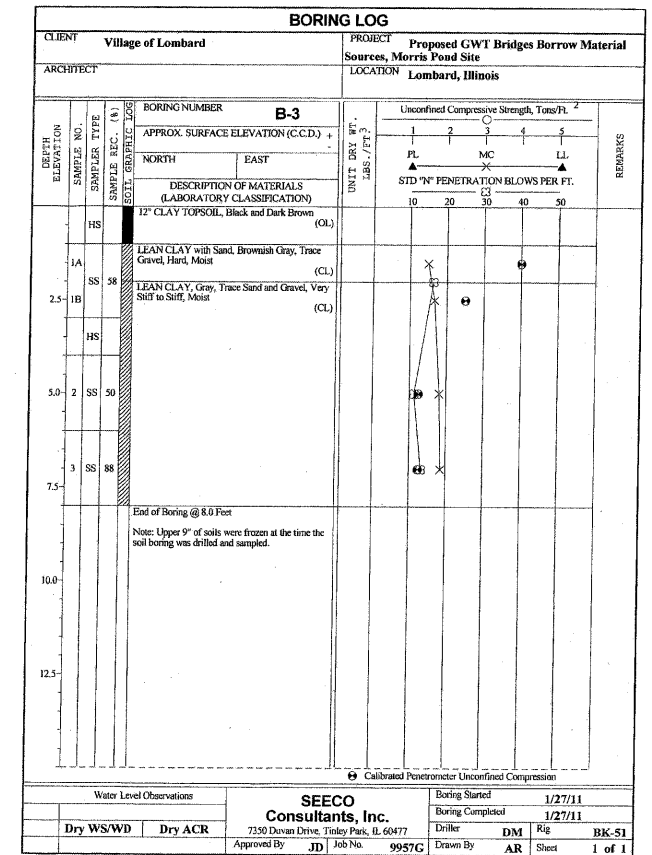 BORING LOG
CLIENT
Village of Lombard
PROJECT
Proposed GWT Bridges Borrow Material
Sources, Morris Pond Site
ARCHITECT
LOCATION
Lombard, Illinois
DEPTH
ELEVATION
SAMPLE NO.
SAMPLER TYPE
SAMPLE REC. (%)
SOIL GRAPHIC LOG
BORING NUMBER B-3
APPROX. SURFACE ELEVATION (C.C.D.) +
-
NORTH EAST
DESCRIPTION OF MATERIALS
(LABORATORY CLASSIFICATION)
UNIT DRY WT.
LBS./FT 3
Unconfined Compressive Strength, Tons/Ft. 2
1 2 3 4 5
PL MC LL
STD "N" PENETRATION BLOWS PER FT.
10 20 30 40 50
REMARKS
HS
12" CLAY TOPSOIL, Black and Dark Brown
(OL)
1A
LEAN CLAY with Sand, Brownish Gray, Trace
Gravel, Hard, Moist
(CL)
SS 58
2.5 1B
LEAN CLAY, Gray, Trace Sand and Gravel, Very
Stiff to Stiff, Moist
(CL)
HS
5.0 2 SS 50
3 SS 88
7.5
End of Boring @ 8.0 Feet
Note: Upper 9" of soils were frozen at the time the
soil boring was drilled and sampled.
10.0
12.5
Calibrated Penetrometer Unconfined Compression
Water Level Observations
Dry WS/WD Dry ACR
SEECO
Consultants, Inc.
7350 Duvan Drive, Tinley Park, IL 60477
Approved By JD Job No. 9957G
Boring Started 1/27/11
Boring Completed 1/27/11
Driller DM Rig BK-51
Drawn By AR Sheet 1 of 1